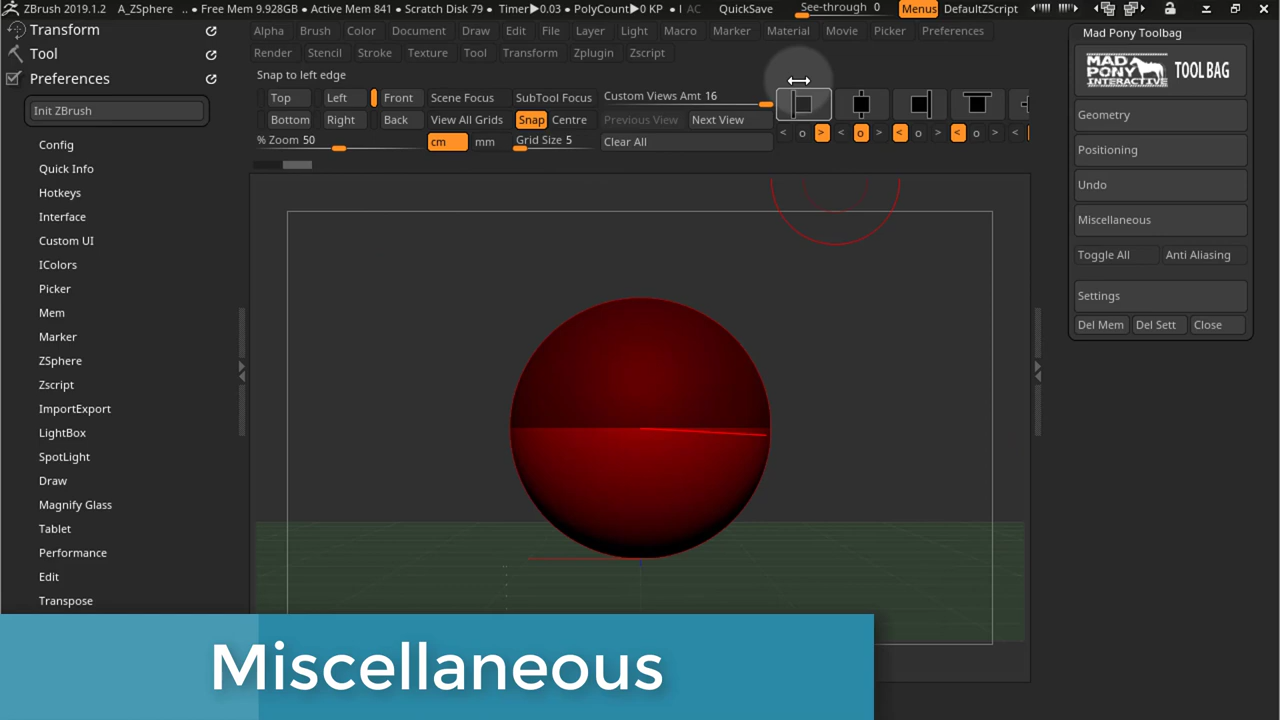 ZBrush 2019.1.2 A_ZSphere .. • Free Mem 9.928GB • Active Mem 841 • Scratch Disk 79 • Timer▶0.03 • PolyCount▶0 KP • I AC QuickSave See-through 0 Menus DefaultZScript
Transform
Tool
Preferences
Init ZBrush
Config
Quick Info
Hotkeys
Interface
Custom UI
IColors
Picker
Mem
Marker
ZSphere
Zscript
ImportExport
LightBox
SpotLight
Draw
Magnify Glass
Tablet
Performance
Edit
Transpose
Alpha Brush Color Document Draw Edit File Layer Light Macro Marker Material Movie Picker Preferences
Render Stencil Stroke Texture Tool Transform Zplugin Zscript
Snap to left edge
Top Left Front Scene Focus SubTool Focus Custom Views Amt 16
Bottom Right Back View All Grids Snap Centre Previous View Next View
% Zoom 50 cm mm Grid Size 5 Clear All
< o > < o > < o > < o > <
Mad Pony Toolbag
MAD PONY INTERACTIVE TOOL BAG
Geometry
Positioning
Undo
Miscellaneous
Toggle All Anti Aliasing
Settings
Del Mem Del Sett Close
Miscellaneous